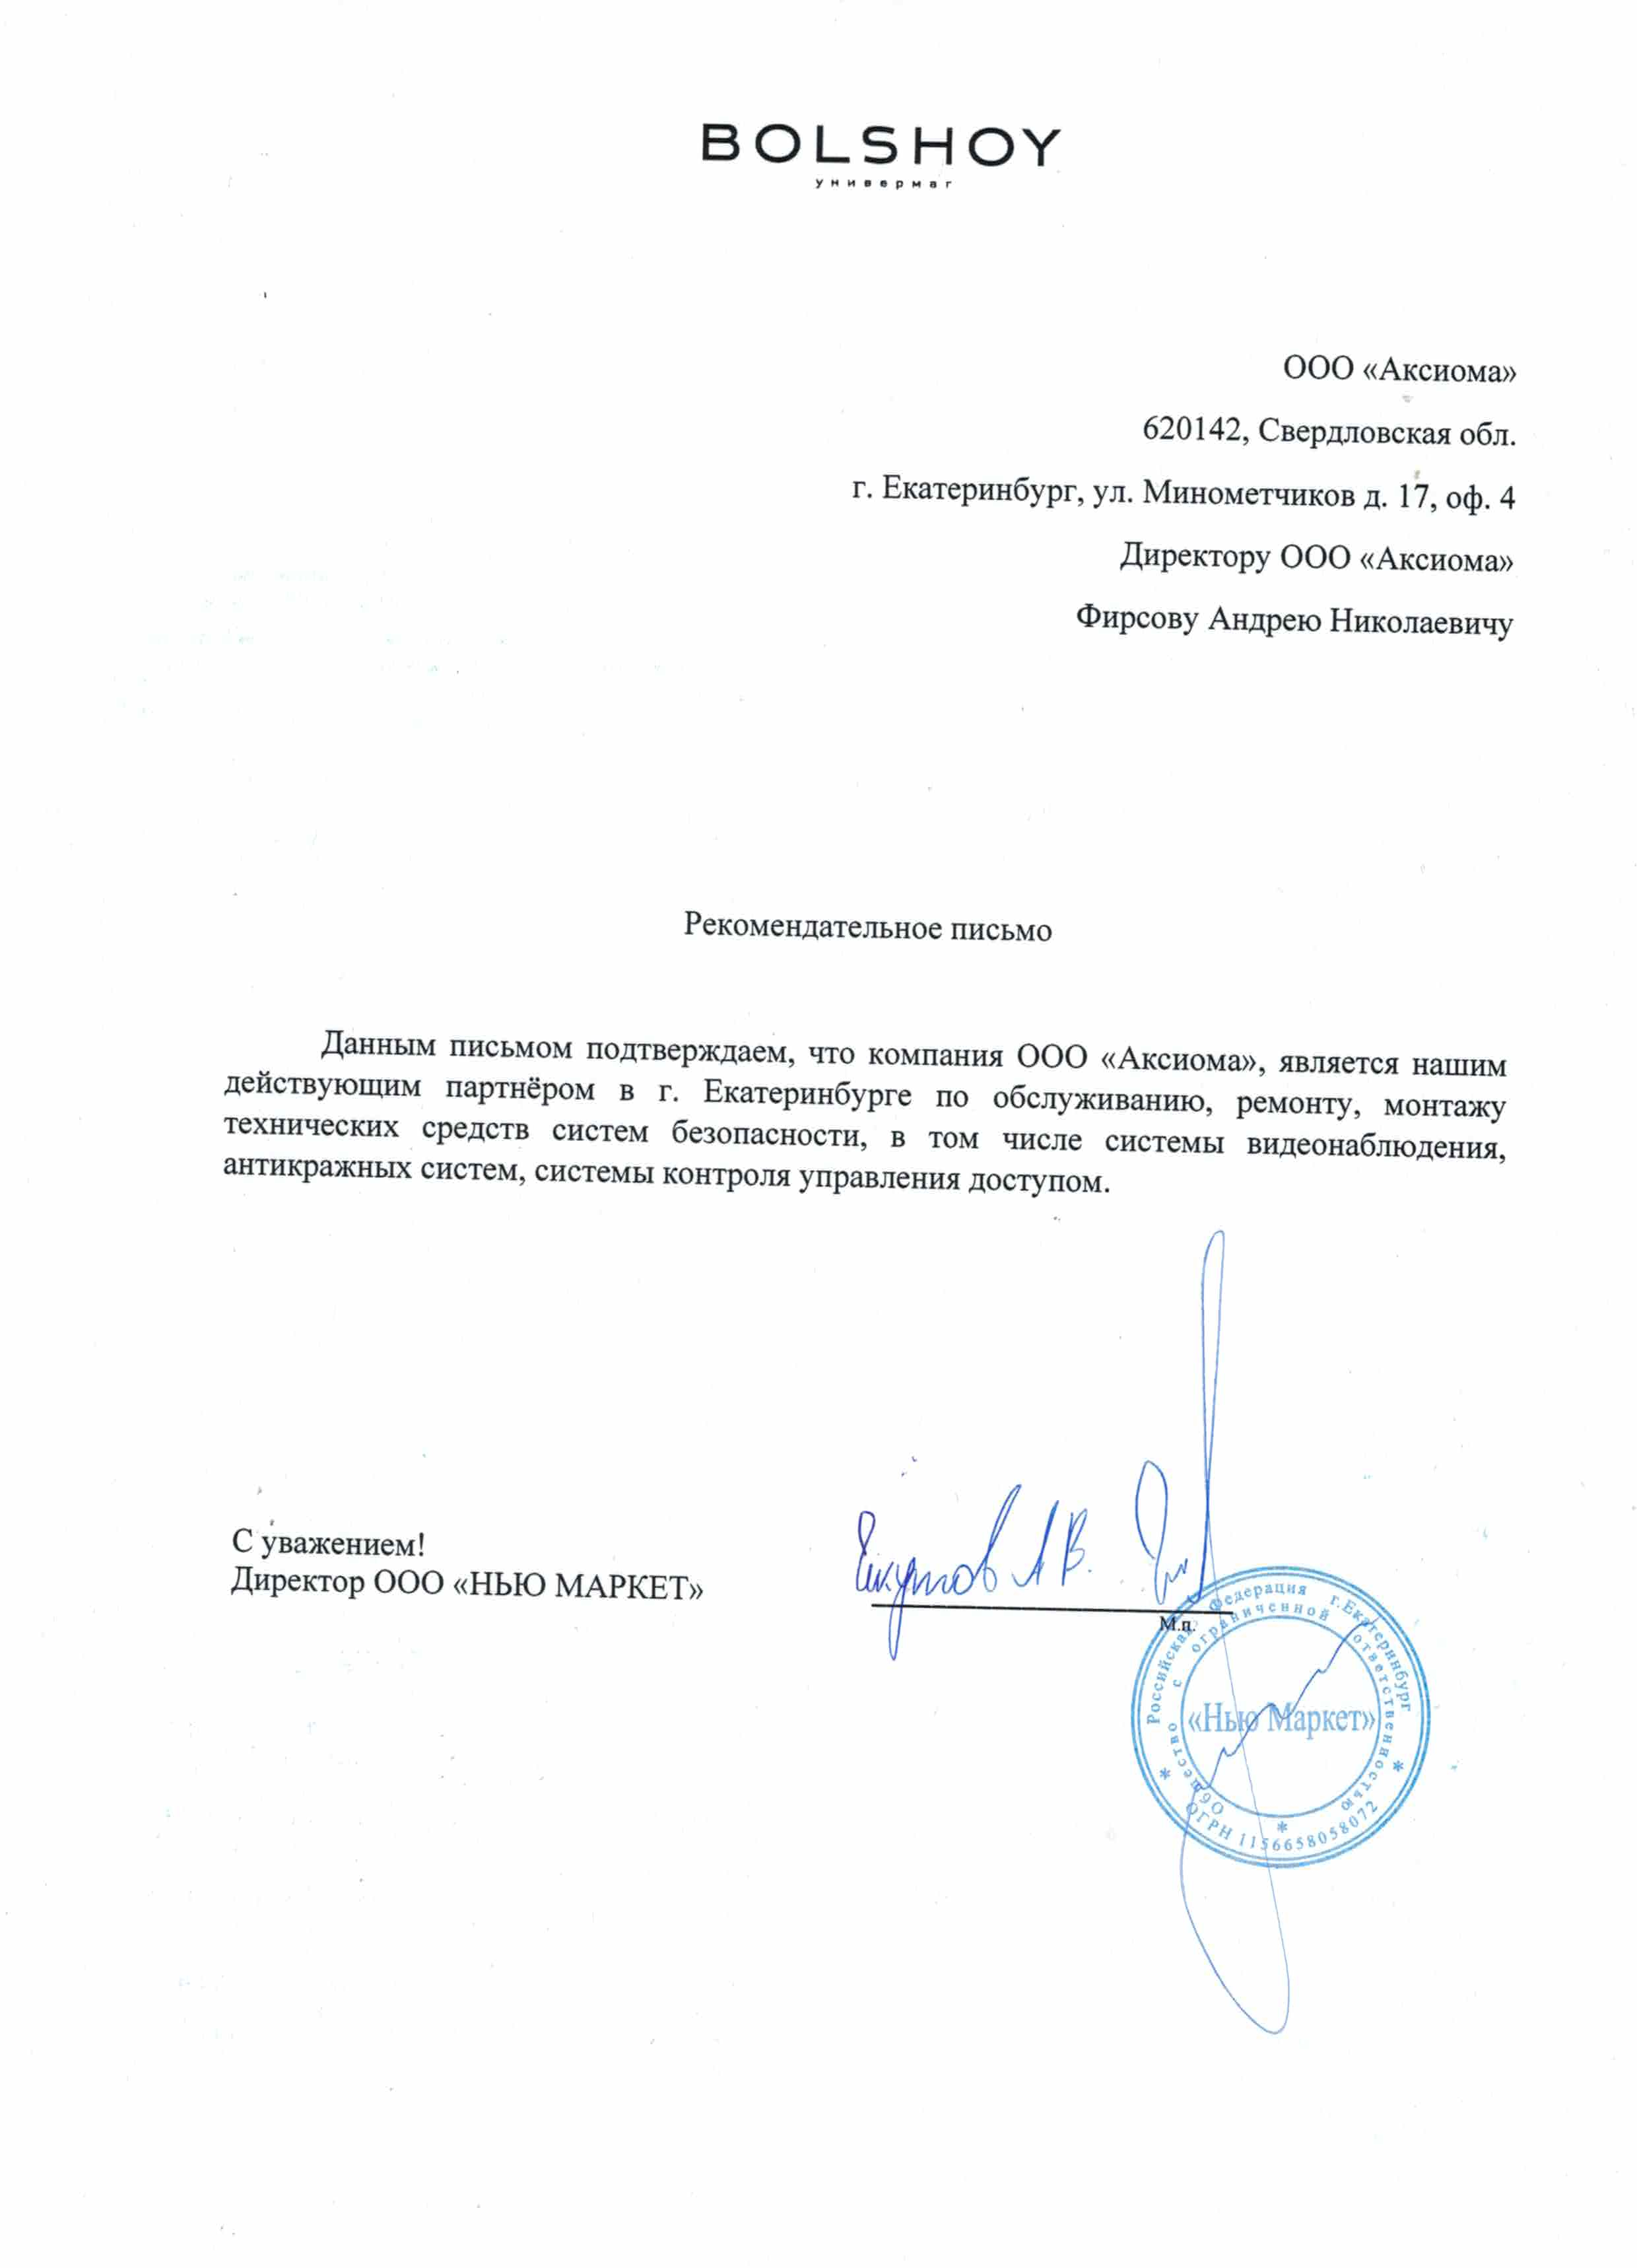 BOLSHOY
универмаг
ООО «Аксиома»
620142, Свердловская обл.
г. Екатеринбург, ул. Минометчиков д. 17, оф. 4
Директору ООО «Аксиома»
Фирсову Андрею Николаевичу
Рекомендательное письмо
Данным письмом подтверждаем, что компания ООО «Аксиома», является нашим
действующим партнёром в г. Екатеринбурге по обслуживанию, ремонту, монтажу
технических средств систем безопасности, в том числе системы видеонаблюдения,
антикражных систем, системы контроля управления доступом.
С уважением!
Директор ООО «НЬЮ МАРКЕТ»
А В.
М.п.
Российская Федерация г.Екатеринбург
Общество с ограниченной ответственностью
«Нью Маркет»
ОГРН 1156658058072